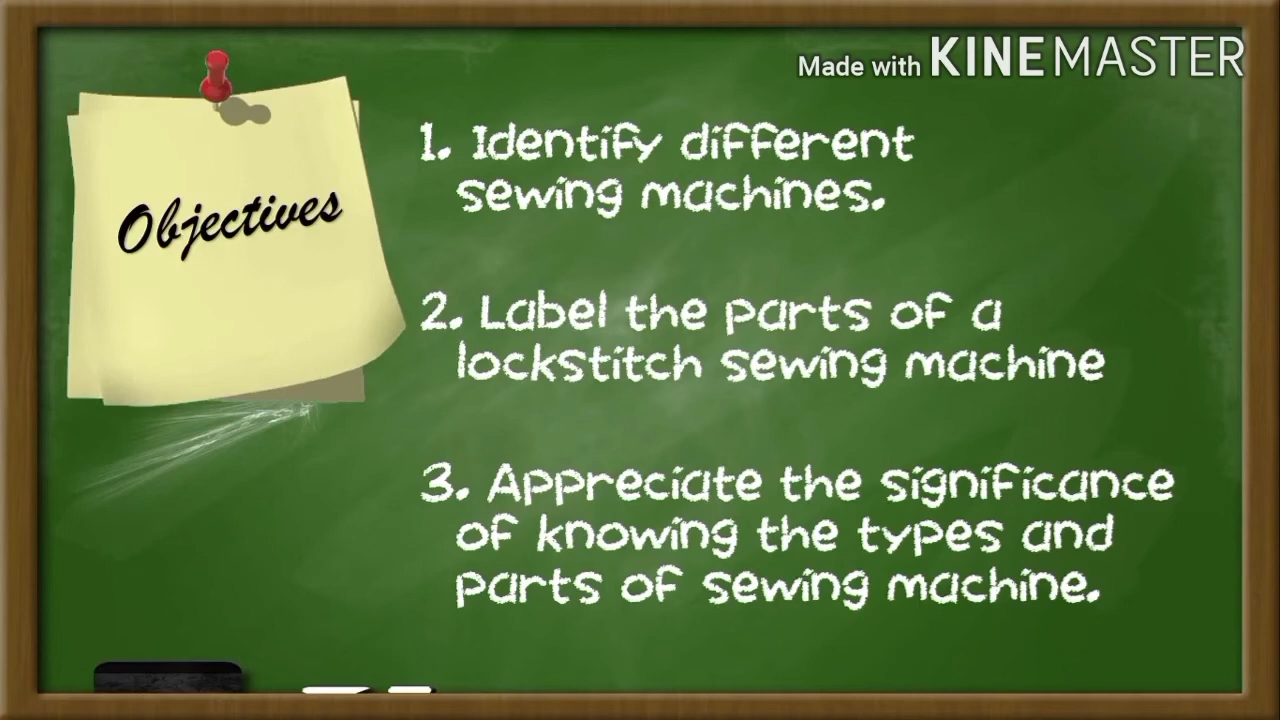 Made with KINEMASTER
Objectives
1. Identify different
sewing machines.
2. Label the parts of a
lockstitch sewing machine
3. Appreciate the significance
of knowing the types and
parts of sewing machine.